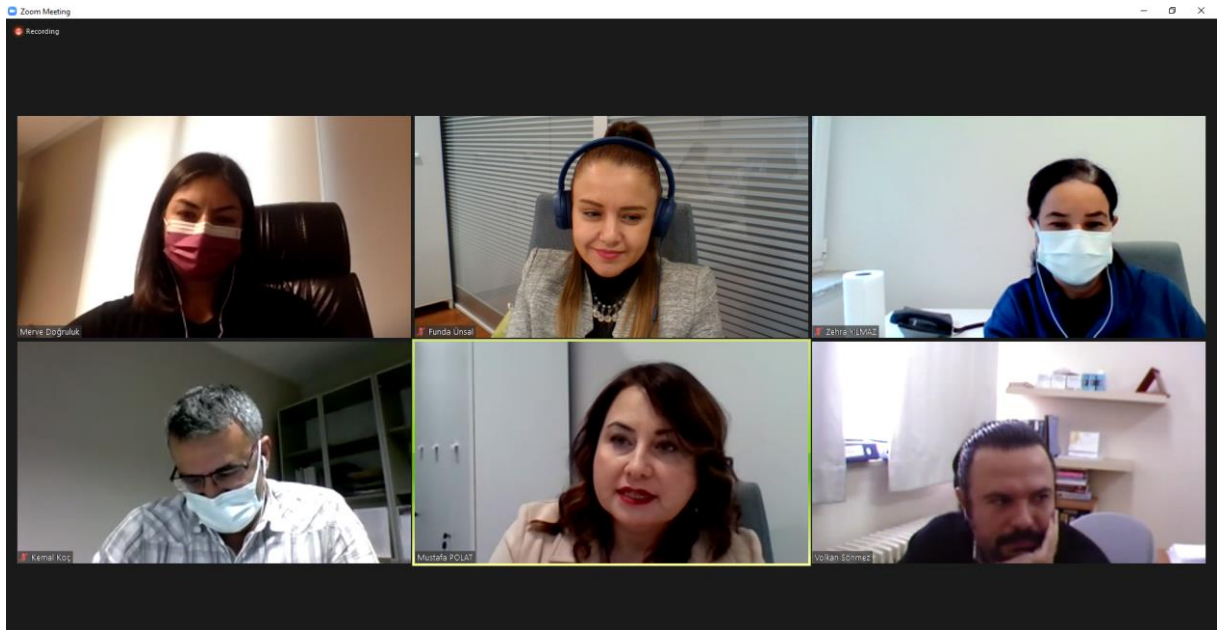 Zoom Meeting
Recording
Merve Doğruluk
Funda Ünsal
Zehra YILMAZ
Kemal Koç
Mustafa POLAT
Volkan Sönmez